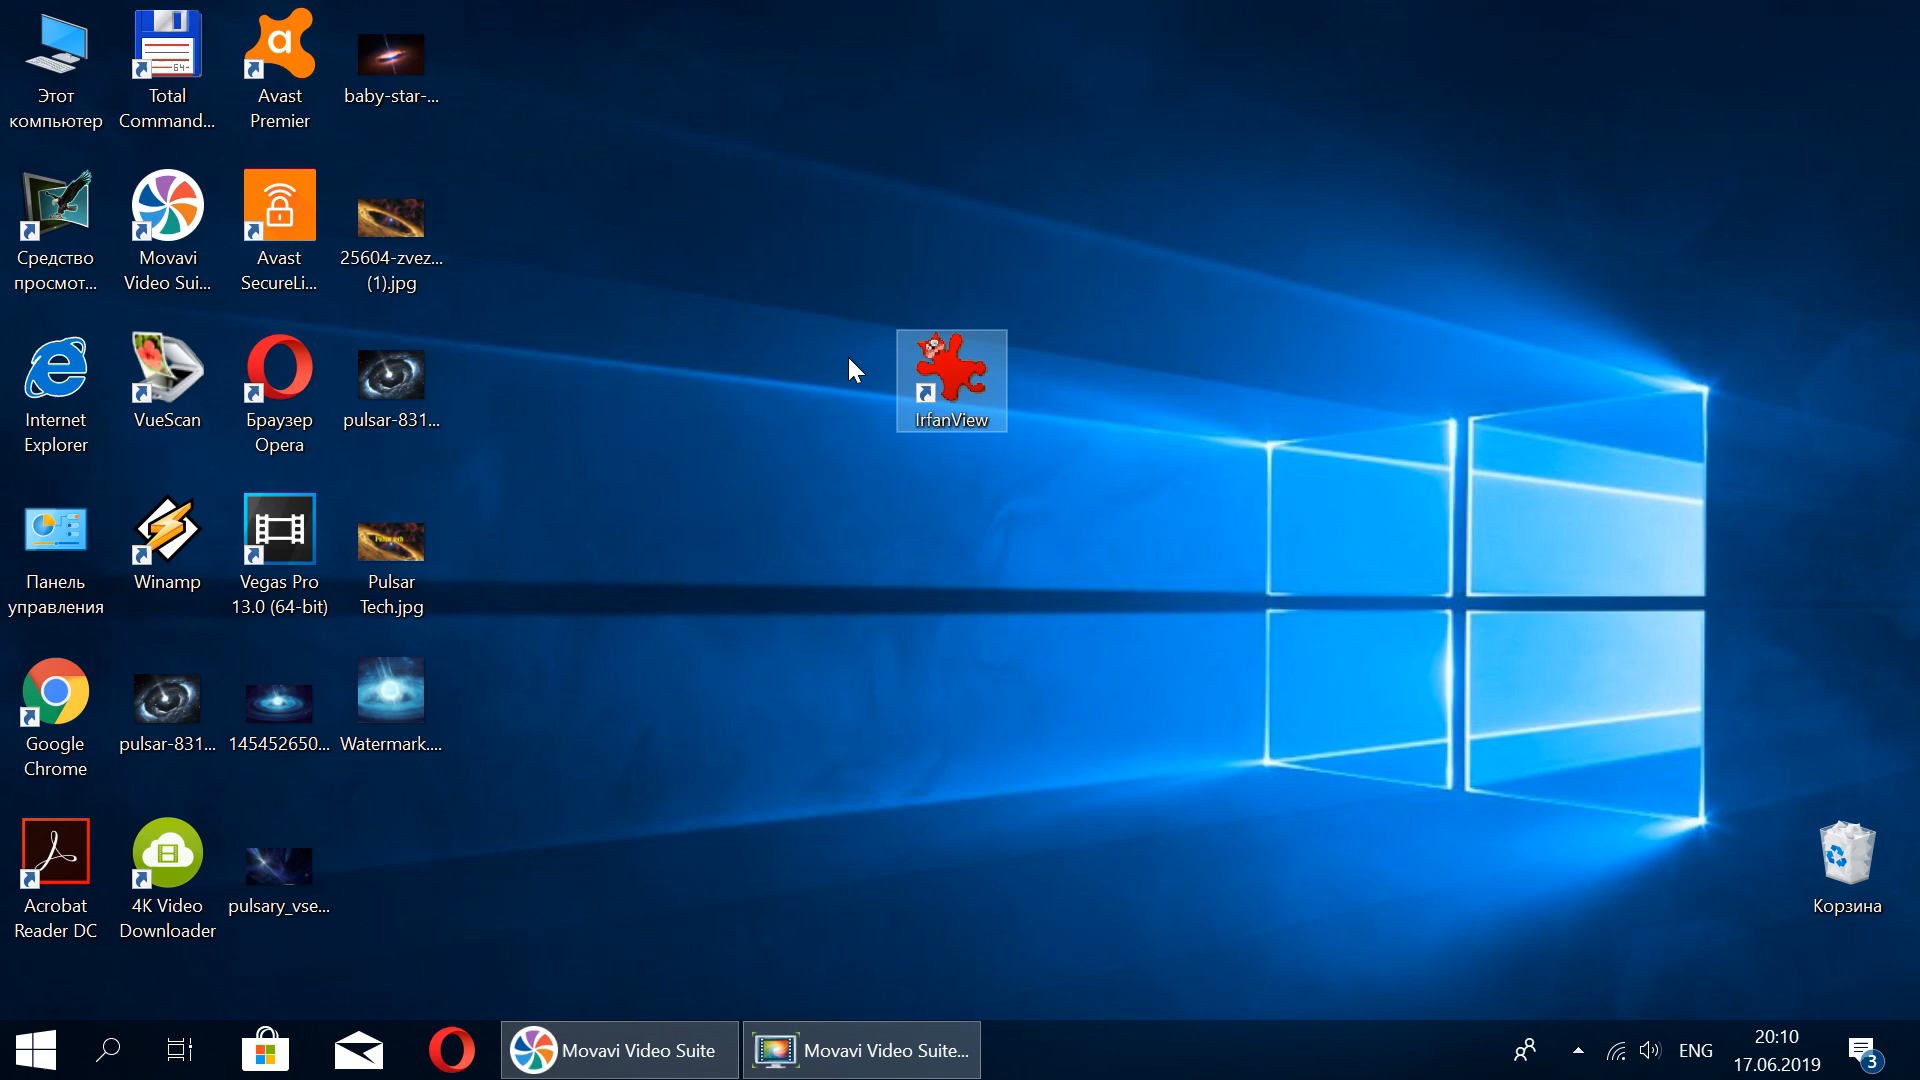 Этот
компьютер
Total
Command...
Avast
Premier
baby-star-...
Средство
просмот...
Movavi
Video Sui...
Avast
SecureLi...
25604-zvez...
(1).jpg
Internet
Explorer
VueScan
Браузер
Opera
pulsar-831...
IrfanView
Панель
управления
Winamp
Vegas Pro
13.0 (64-bit)
Pulsar
Tech.jpg
Google
Chrome
pulsar-831...
145452650...
Watermark....
Acrobat
Reader DC
4K Video
Downloader
pulsary_vse...
Корзина
Movavi Video Suite
Movavi Video Suite...
ENG
20:10
17.06.2019
3